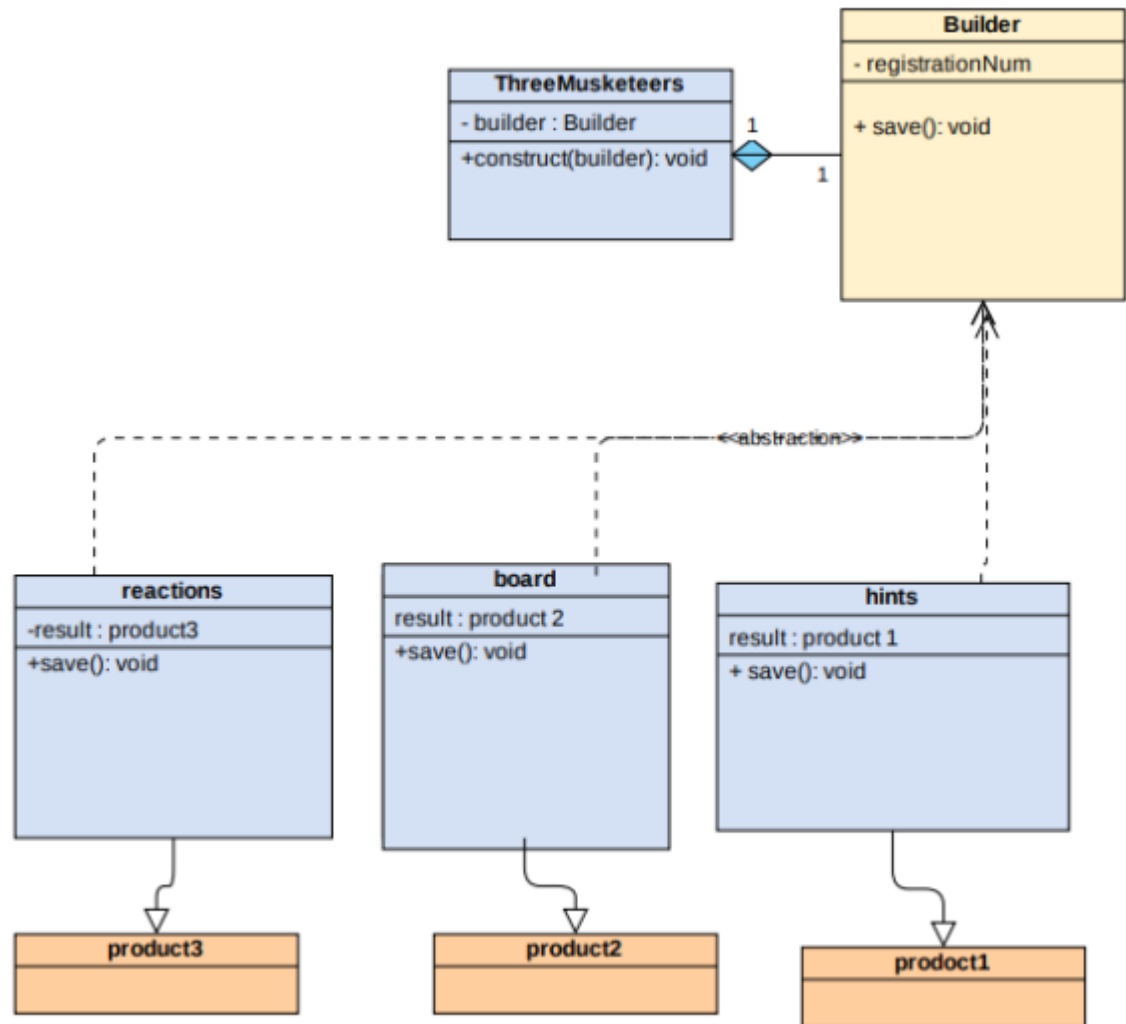 Builder
- registrationNum
+ save(): void
ThreeMusketeers
- builder : Builder
+construct(builder): void
1
1
<<abstraction>>
reactions
-result : product3
+save(): void
board
result : product 2
+save(): void
hints
result : product 1
+ save(): void
product3
product2
prodoct1